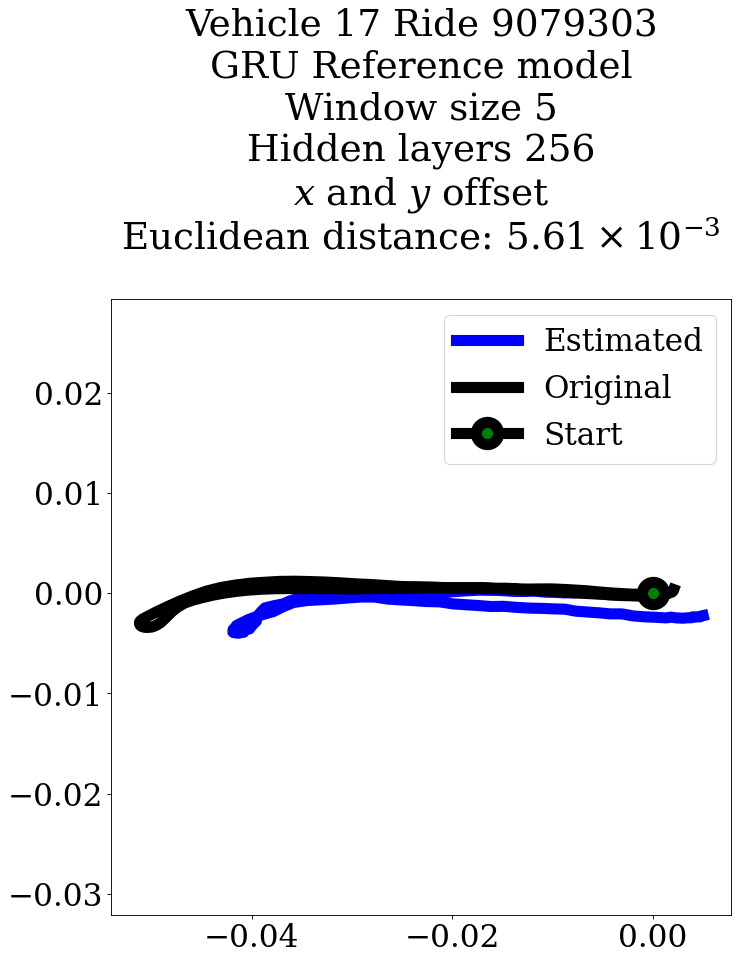 Vehicle 17 Ride 9079303
GRU Reference model
Window size 5
Hidden layers 256
x and y offset
Euclidean distance: 5.61 × 10⁻³
Estimated
Original
Start
0.02
0.01
0.00
−0.01
−0.02
−0.03
−0.04
−0.02
0.00